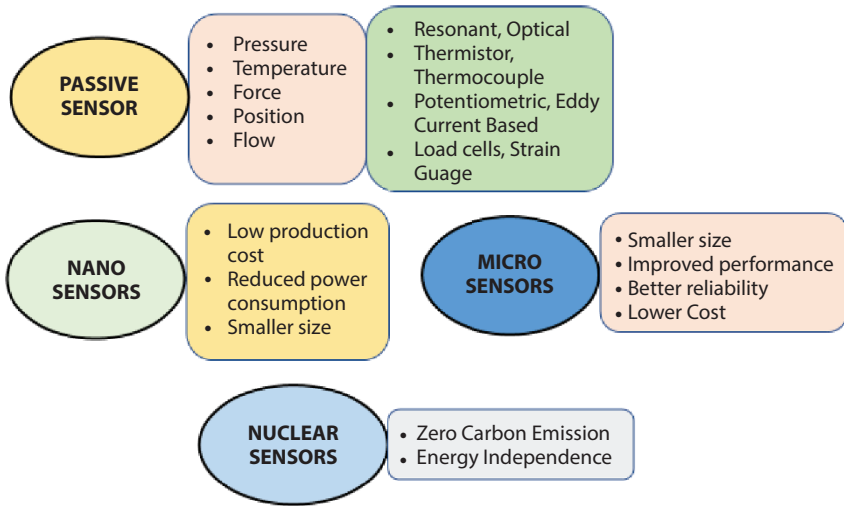 PASSIVE
SENSOR
• Pressure
• Temperature
• Force
• Position
• Flow
• Resonant, Optical
• Thermistor,
Thermocouple
• Potentiometric, Eddy
Current Based
• Load cells, Strain
Guage
NANO
SENSORS
• Low production
cost
• Reduced power
consumption
• Smaller size
MICRO
SENSORS
• Smaller size
• Improved performance
• Better reliability
• Lower Cost
NUCLEAR
SENSORS
• Zero Carbon Emission
• Energy Independence